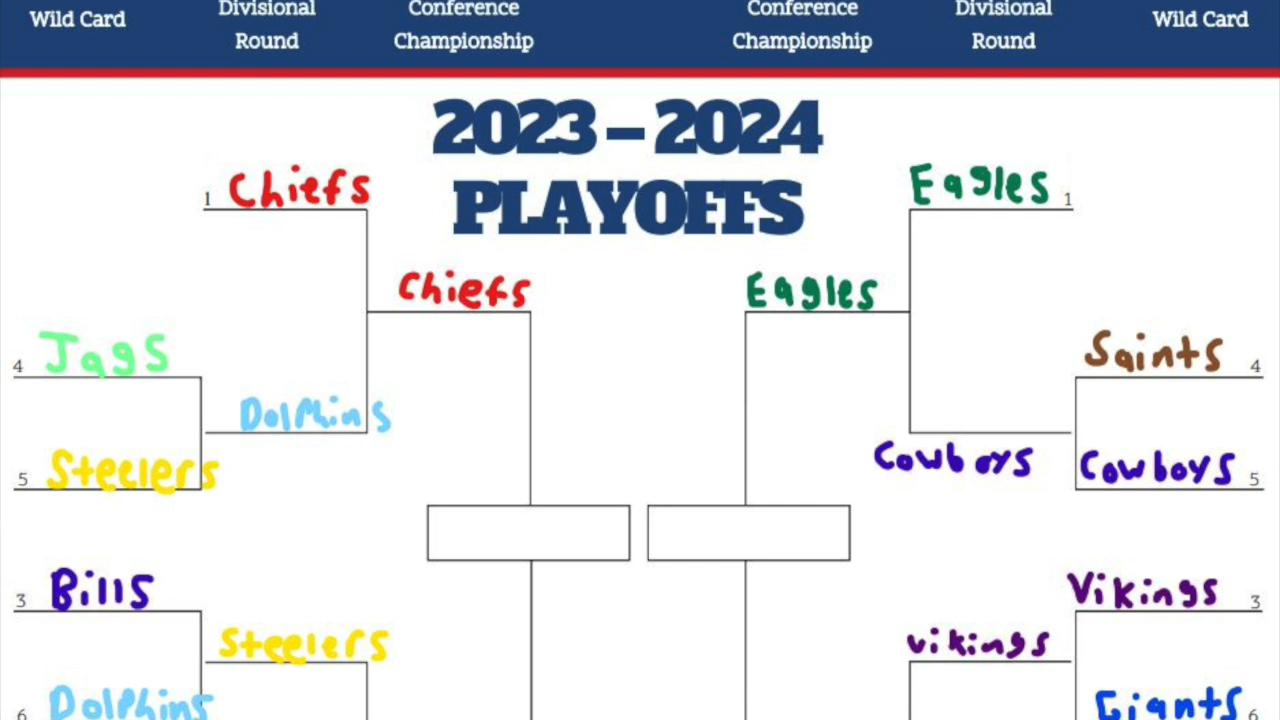 Wild Card
Divisional
Round
Conference
Championship
Conference
Championship
Divisional
Round
Wild Card
2023 – 2024
PLAYOFFS
1 Chiefs
Eagles 1
Chiefs
Eagles
4 Jags
Saints 4
Dolphins
5 Steelers
Cowboys
Cowboys 5
3 Bills
Vikings 3
Steelers
vikings
6 Dolphins
Giants 6